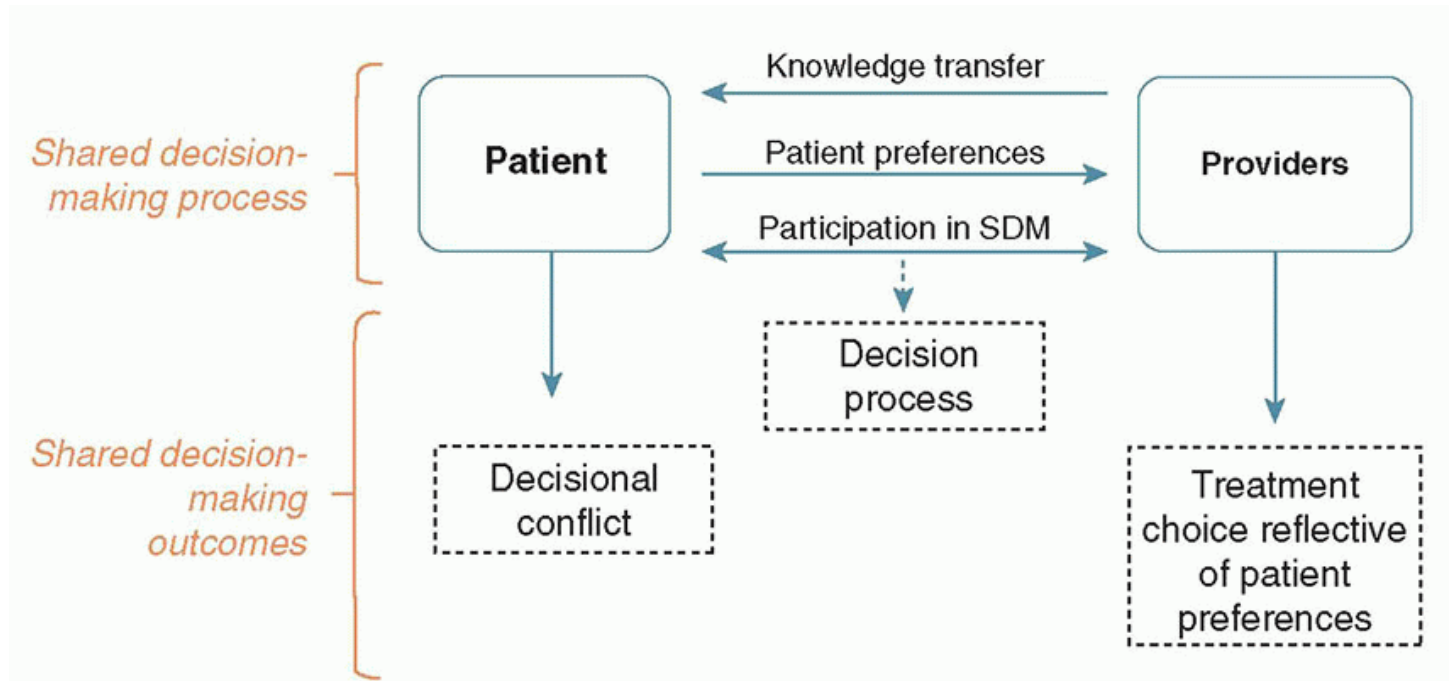 Knowledge transfer
Shared decision-
making process
Patient
Patient preferences
Providers
Participation in SDM
Decision
process
Shared decision-
making
outcomes
Decisional
conflict
Treatment
choice reflective
of patient
preferences